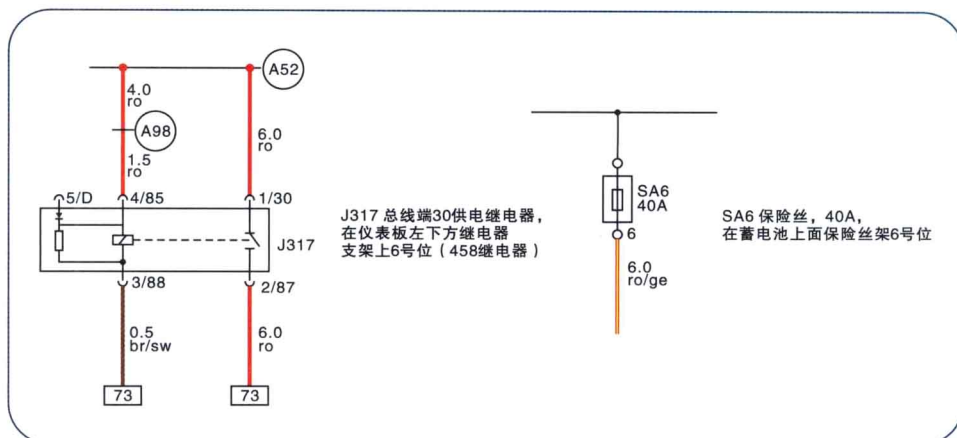 A52
4.0
ro
A98
6.0
ro
1.5
ro
5/D
4/85
1/30
J317
3/88
2/87
0.5
br/sw
6.0
ro
73
73
J317 总线端30供电继电器，
在仪表板左下方继电器
支架上6号位（458继电器）
SA6
40A
6
6.0
ro/ge
SA6 保险丝，40A，
在蓄电池上面保险丝架6号位